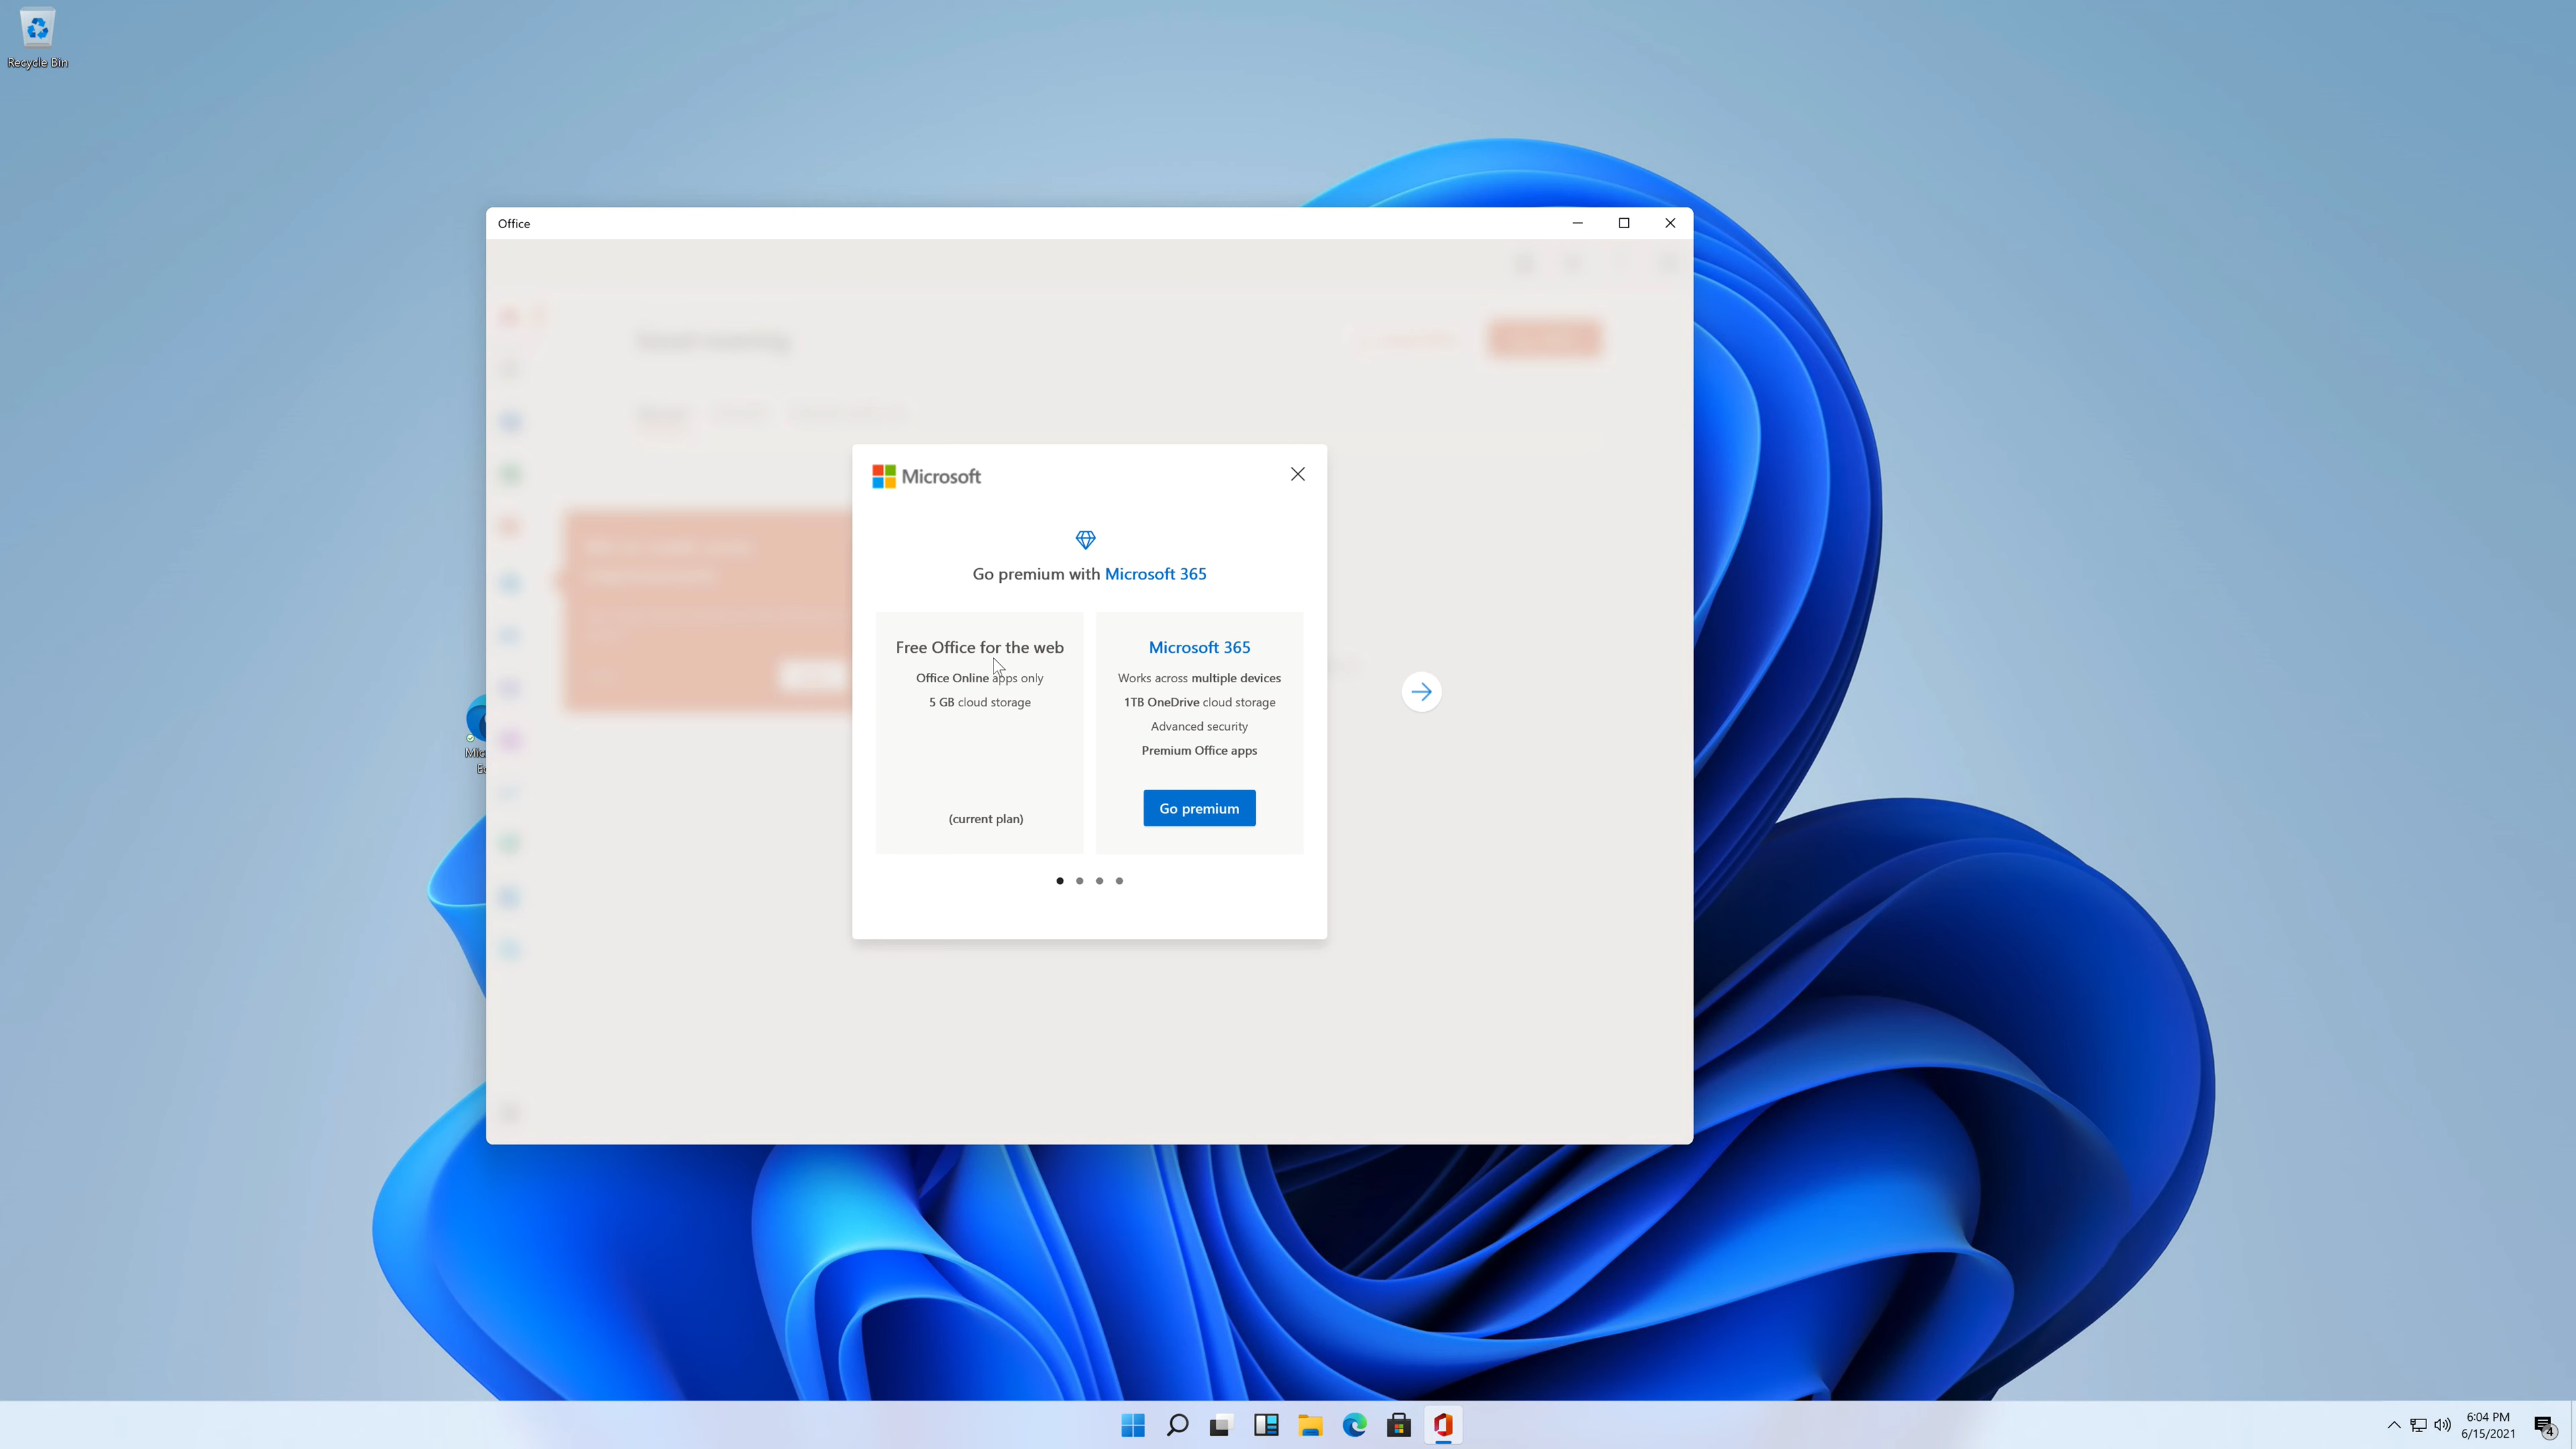 Recycle Bin
Office
Microsoft
Go premium with Microsoft 365
Free Office for the web
Office Online apps only
5 GB cloud storage
(current plan)
Microsoft 365
Works across multiple devices
1TB OneDrive cloud storage
Advanced security
Premium Office apps
Go premium
6:04 PM
6/15/2021
4